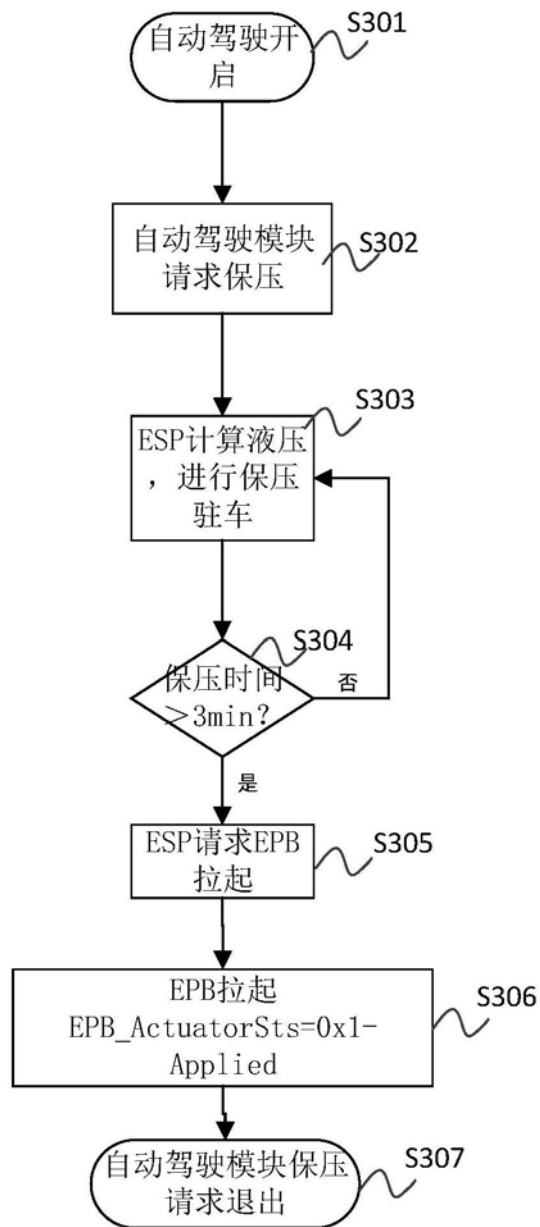 自动驾驶开
启
S301
自动驾驶模块
请求保压
S302
S303
ESP计算液压
，进行保压
驻车
S304
保压时间
＞3min?
否
是
ESP请求EPB
拉起
S305
EPB拉起
EPB_ActuatorSts=0x1-
Applied
S306
自动驾驶模块保压
请求退出
S307